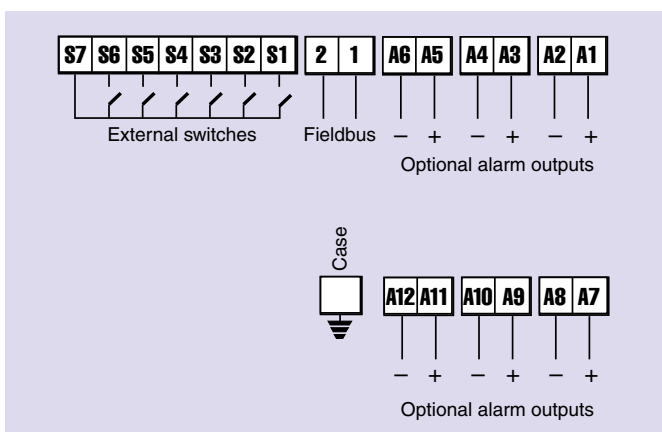 S7 S6 S5 S4 S3 S2 S1 2 1 A6 A5 A4 A3 A2 A1
External switches Fieldbus – + – + – +
Optional alarm outputs
Case
A12 A11 A10 A9 A8 A7
– + – + – +
Optional alarm outputs